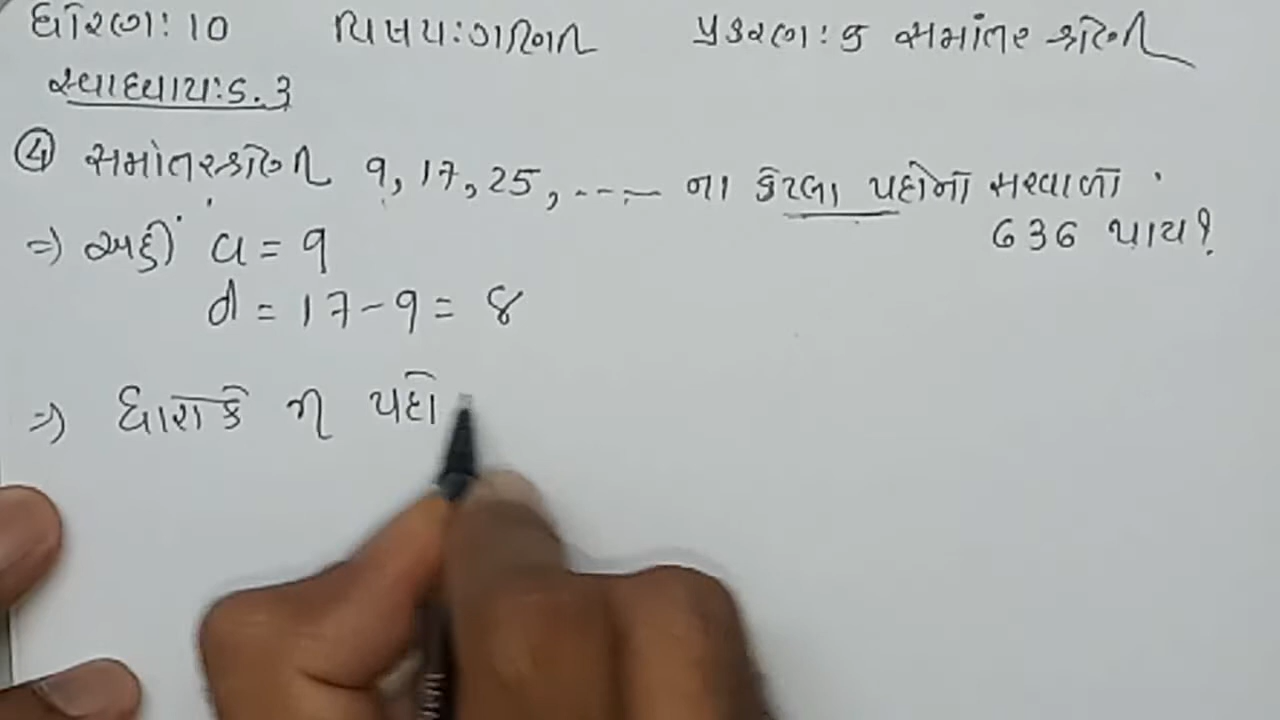 ધોરણ: 10 વિષય: ગણિત પ્રકરણ: 5 સમાંતર શ્રેણી
સ્વાધ્યાય: 5.3
④ સમાંતર શ્રેણી 9, 17, 25, ---- ના કેટલા પદોનો સરવાળો
636 થાય?
⇒ અહીં a = 9
d = 17 - 9 = 8
⇒ ધારો કે n પદો